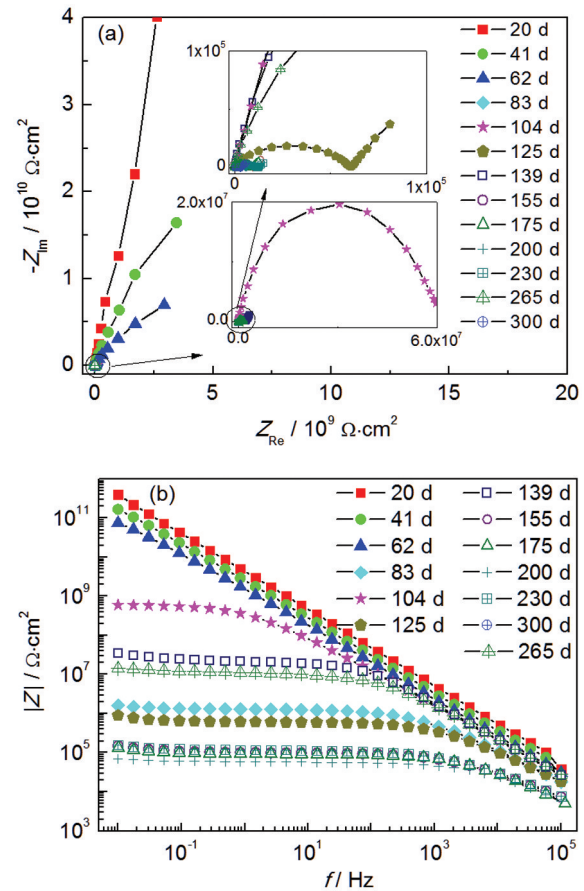 (a)
4
3
2
1
0
-Z_Im / 10^10 Ω·cm^2
0
5
10
15
20
Z_Re / 10^9 Ω·cm^2
1x10^5
0
0
1x10^5
2.0x10^7
0.0
0.0
6.0x10^7
20 d
41 d
62 d
83 d
104 d
125 d
139 d
155 d
175 d
200 d
230 d
265 d
300 d
(b)
10^11
10^9
10^7
10^5
10^3
|Z| / Ω·cm^2
20 d
41 d
62 d
83 d
104 d
125 d
139 d
155 d
175 d
200 d
230 d
300 d
265 d
10^-1
10^1
10^3
10^5
f / Hz